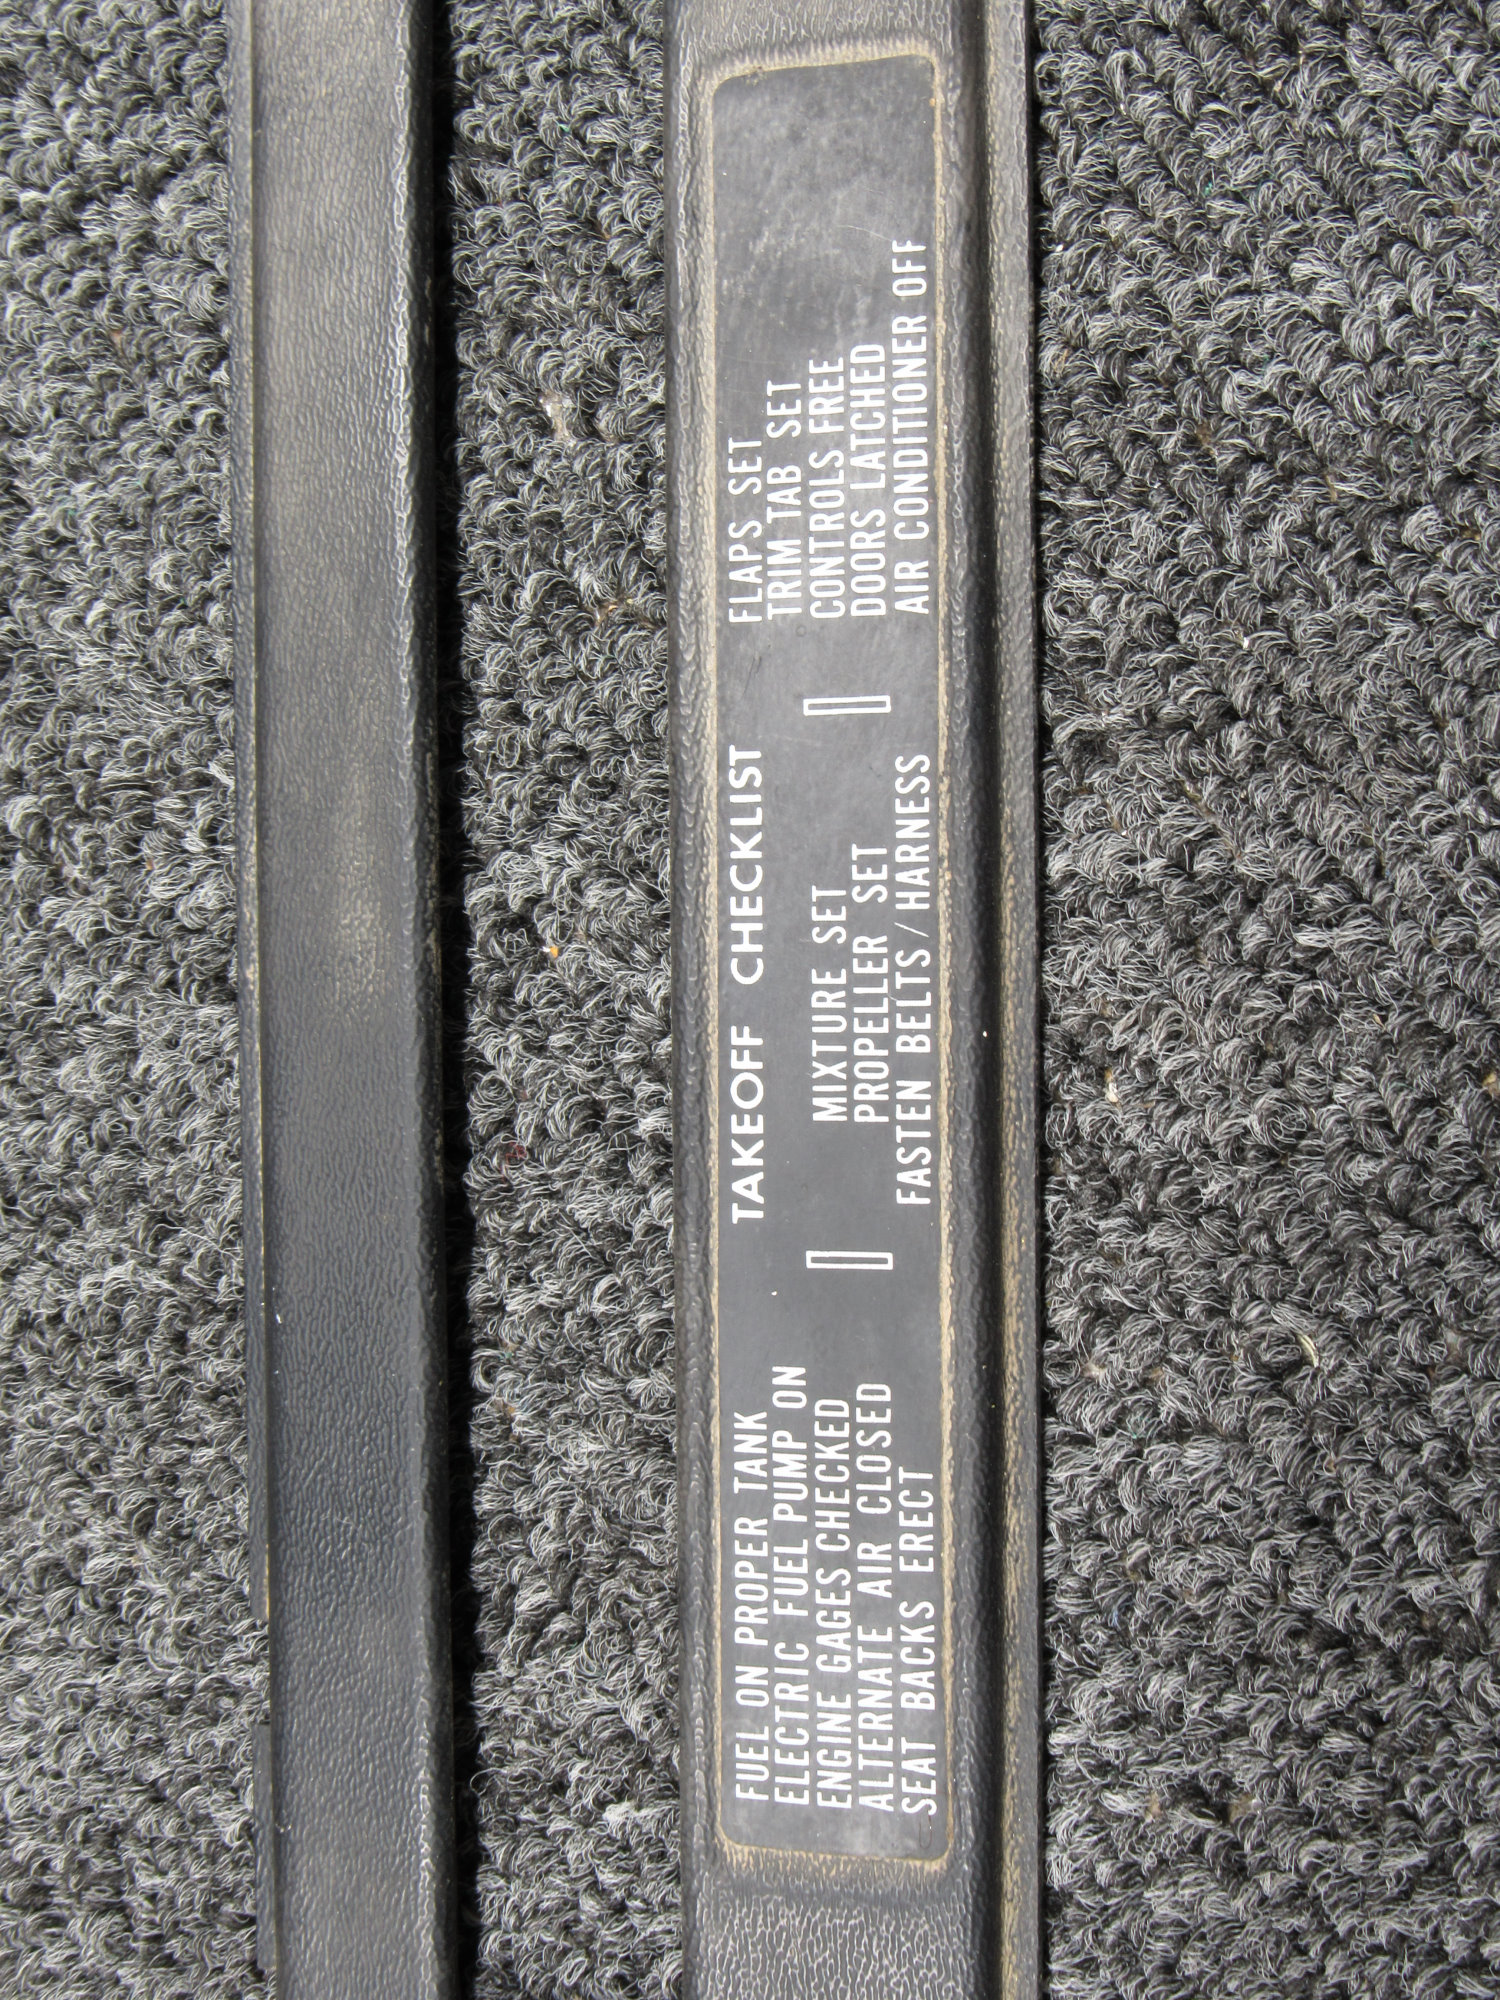 TAKEOFF CHECKLIST
FUEL ON PROPER TANK
ELECTRIC FUEL PUMP ON
ENGINE GAGES CHECKED
ALTERNATE AIR CLOSED
SEAT BACKS ERECT
MIXTURE SET
PROPELLER SET
FASTEN BELTS / HARNESS
FLAPS SET
TRIM TAB SET
CONTROLS FREE
DOORS LATCHED
AIR CONDITIONER OFF